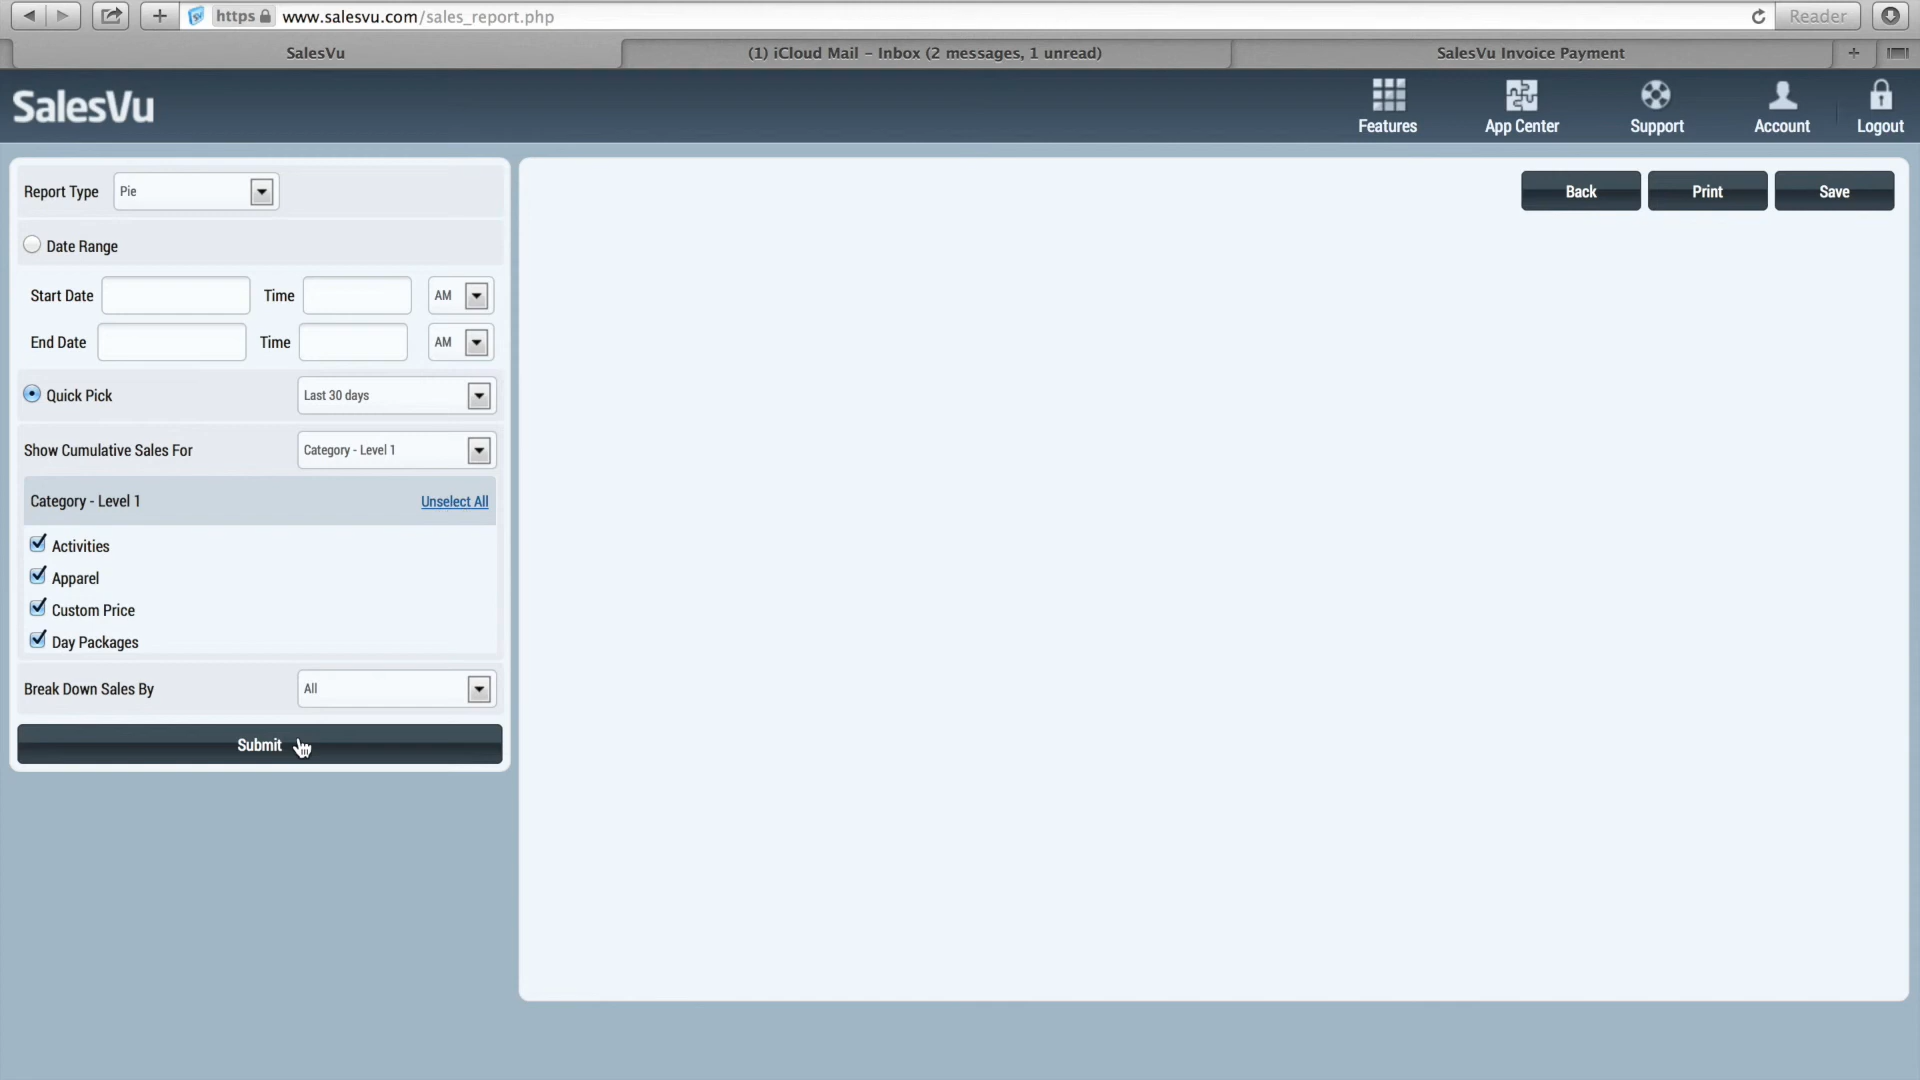 https www.salesvu.com/sales_report.php Reader
SalesVu (1) iCloud Mail – Inbox (2 messages, 1 unread) SalesVu Invoice Payment
SalesVu
Features App Center Support Account Logout
Report Type Pie
Back Print Save
Date Range
Start Date Time AM
End Date Time AM
Quick Pick Last 30 days
Show Cumulative Sales For Category - Level 1
Category - Level 1 Unselect All
Activities
Apparel
Custom Price
Day Packages
Break Down Sales By All
Submit